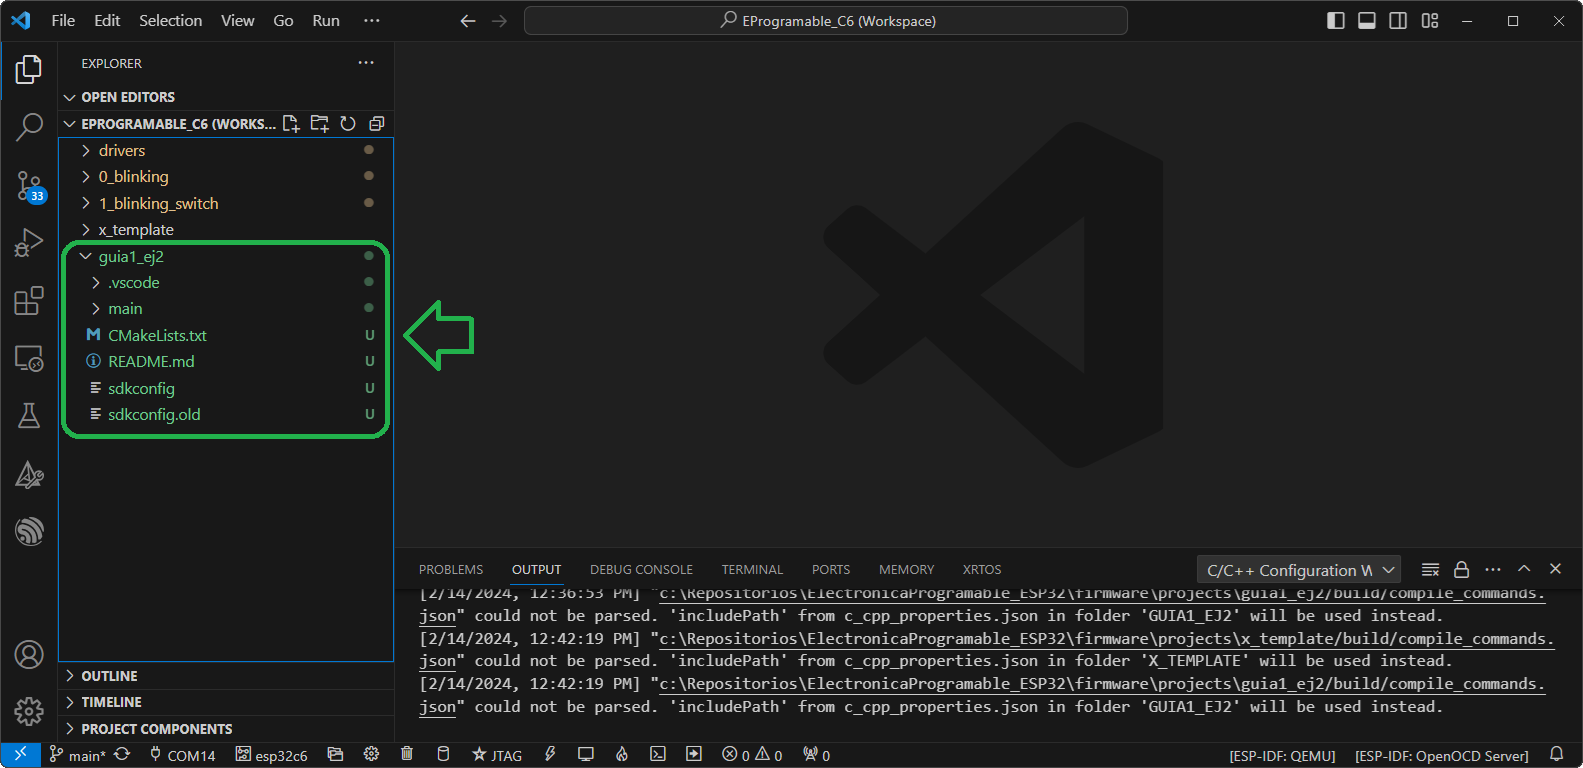 File Edit Selection View Go Run ···
EProgramable_C6 (Workspace)
EXPLORER
OPEN EDITORS
EPROGRAMABLE_C6 (WORKS...
drivers
0_blinking
1_blinking_switch
x_template
guia1_ej2
.vscode
main
CMakeLists.txt U
README.md U
sdkconfig U
sdkconfig.old U
33
OUTLINE
TIMELINE
PROJECT COMPONENTS
PROBLEMS OUTPUT DEBUG CONSOLE TERMINAL PORTS MEMORY XRTOS
C/C++ Configuration W
[2/14/2024, 12:36:53 PM] "c:\Repositorios\ElectronicaProgramable_ESP32\firmware\projects\guia1_ej2/build/compile_commands.
json" could not be parsed. 'includePath' from c_cpp_properties.json in folder 'GUIA1_EJ2' will be used instead.
[2/14/2024, 12:42:19 PM] "c:\Repositorios\ElectronicaProgramable_ESP32\firmware\projects\x_template/build/compile_commands.
json" could not be parsed. 'includePath' from c_cpp_properties.json in folder 'X_TEMPLATE' will be used instead.
[2/14/2024, 12:42:19 PM] "c:\Repositorios\ElectronicaProgramable_ESP32\firmware\projects\guia1_ej2/build/compile_commands.
json" could not be parsed. 'includePath' from c_cpp_properties.json in folder 'GUIA1_EJ2' will be used instead.
main* COM14 esp32c6 JTAG 0 0 0 [ESP-IDF: QEMU] [ESP-IDF: OpenOCD Server]